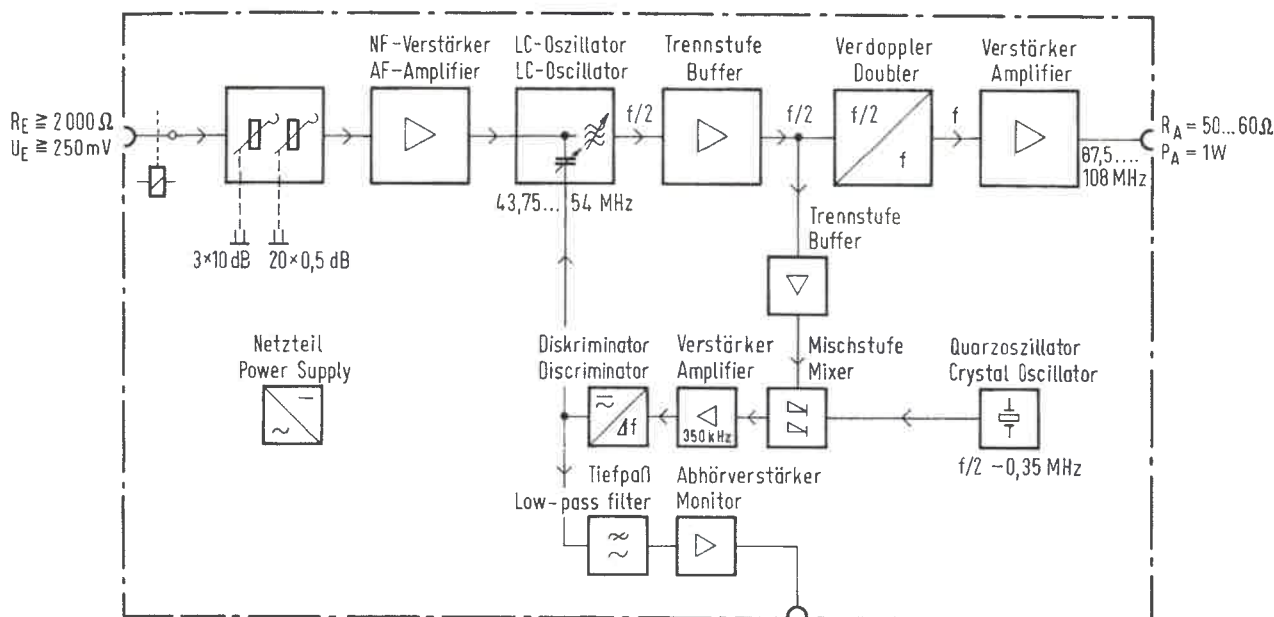 NF-Verstärker
AF-Amplifier
LC-Oszillator
LC-Oscillator
Trennstufe
Buffer
Verdoppler
Doubler
Verstärker
Amplifier
R_E ≧ 2 000 Ω
U_E ≧ 250 mV
f/2
f/2
f/2
f
f
R_A = 50...60 Ω
P_A = 1W
87,5....
108 MHz
43,75... 54 MHz
3×10 dB
20×0,5 dB
Trennstufe
Buffer
Netzteil
Power Supply
Diskriminator
Discriminator
Verstärker
Amplifier
Mischstufe
Mixer
Quarzoszillator
Crystal Oscillator
Δf
350 kHz
f/2 -0,35 MHz
Tiefpaß
Low-pass filter
Abhörverstärker
Monitor